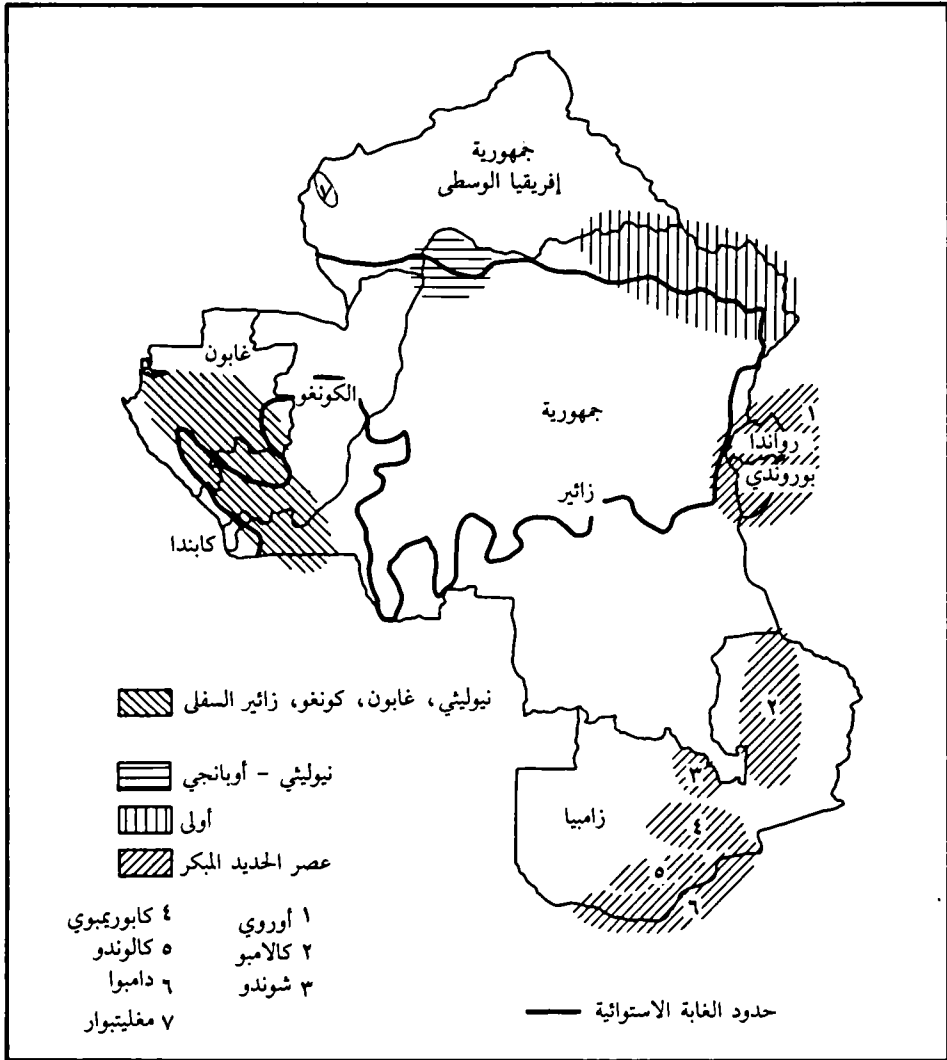 جمهورية
إفريقيا الوسطى
٧
غابون
الكونغو
جمهورية
زائير
١
رواندا
بوروندي
كابندا
٢
٣
زامبيا
٤
٥
٦
نيوليثي، غابون، كونغو، زائير السفلى
نيوليثي - أوبانجي
أولى
عصر الحديد المبكر
١ أوروي
٢ كالامبو
٣ شوندو
٤ كابوريمبوي
٥ كالوندو
٦ دامبوا
٧ مغليتبوار
حدود الغابة الاستوائية